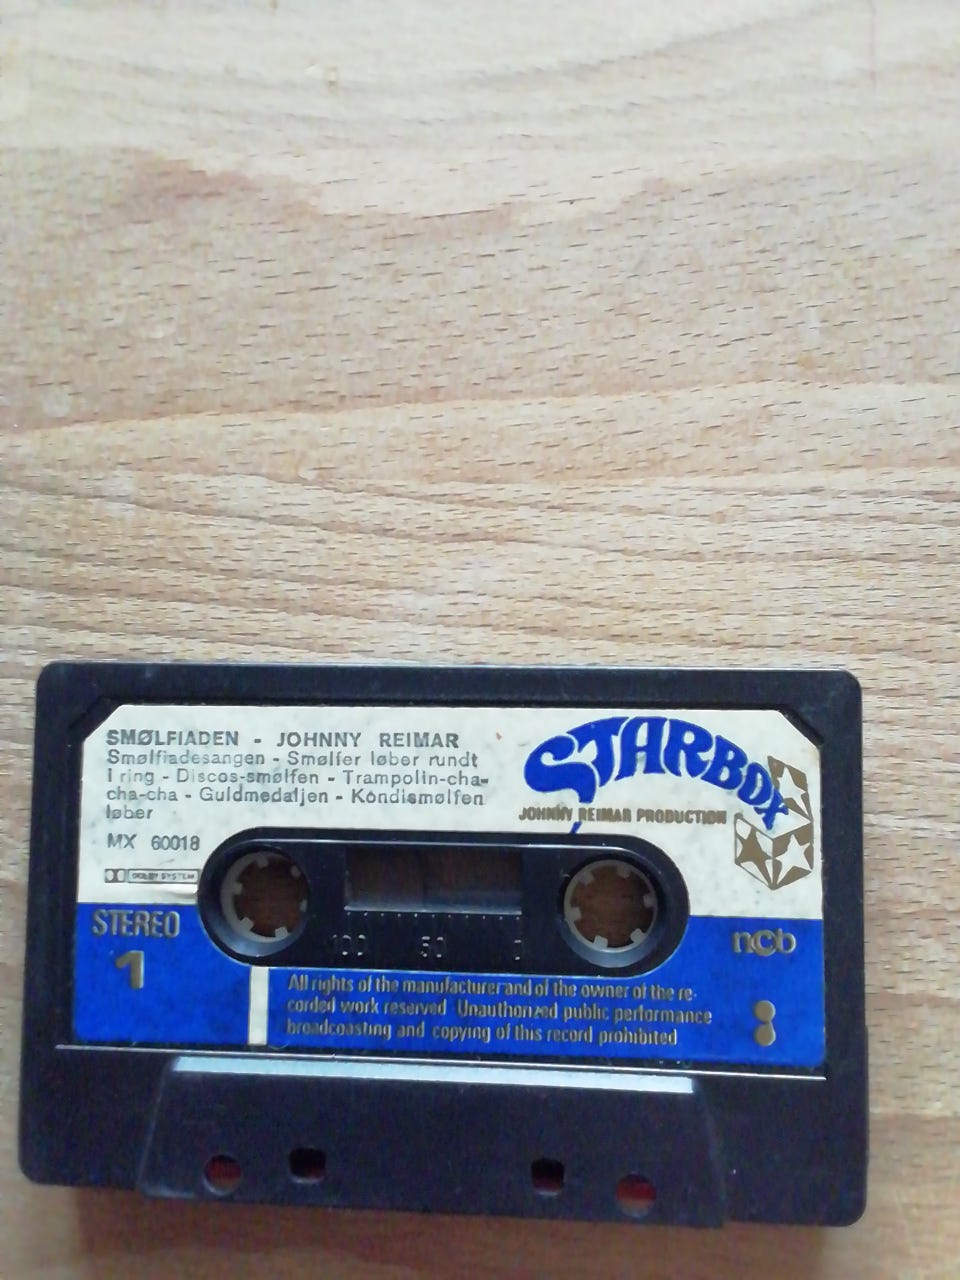 SMØLFIADEN - JOHNNY REIMAR
Smølfiadesangen - Smølfer løber rundt
i ring - Discos-smølfen - Trampolin-cha-
cha-cha - Guldmedaljen - Kondismølfen
løber
MX 60018
DOLBY SYSTEM
STARBOX
JOHNNY REIMAR PRODUCTION
STEREO
1
100 50 0
ncb
All rights of the manufacturer and of the owner of the re-
corded work reserved Unauthorized public performance
broadcasting and copying of this record prohibited